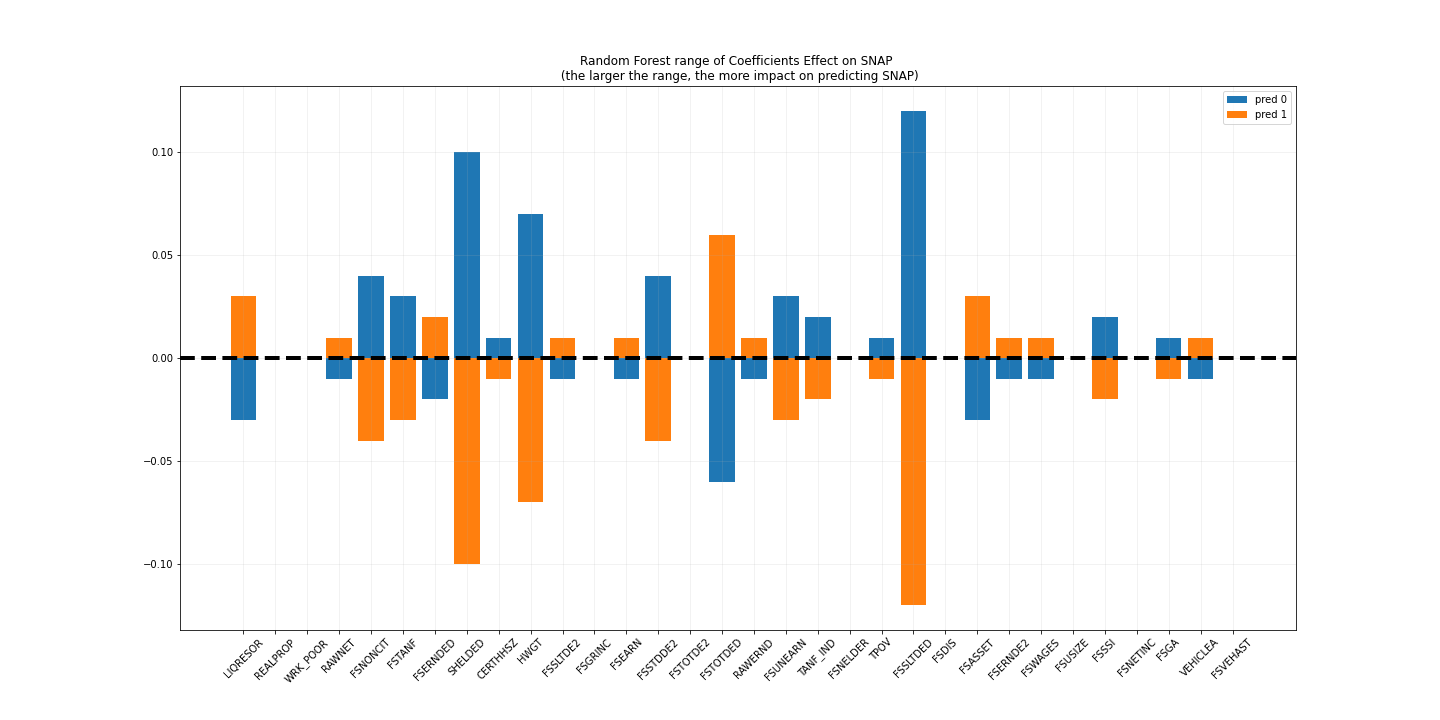 Random Forest range of Coefficients Effect on SNAP
(the larger the range, the more impact on predicting SNAP)
pred 0
pred 1
0.10
0.05
0.00
−0.05
−0.10
LIQRESOR
REALPROP
WRK_POOR
RAWNET
FSNONCIT
FSTANF
FSERNDED
SHELDED
CERTHHSZ
HWGT
FSSLTDE2
FSGRINC
FSEARN
FSSTDDE2
FSTOTDE2
FSTOTDED
RAWERND
FSUNEARN
TANF_IND
FSNELDER
TPOV
FSSLTDED
FSDIS
FSASSET
FSERNDE2
FSWAGES
FSUSIZE
FSSSI
FSNETINC
FSGA
VEHICLEA
FSVEHAST